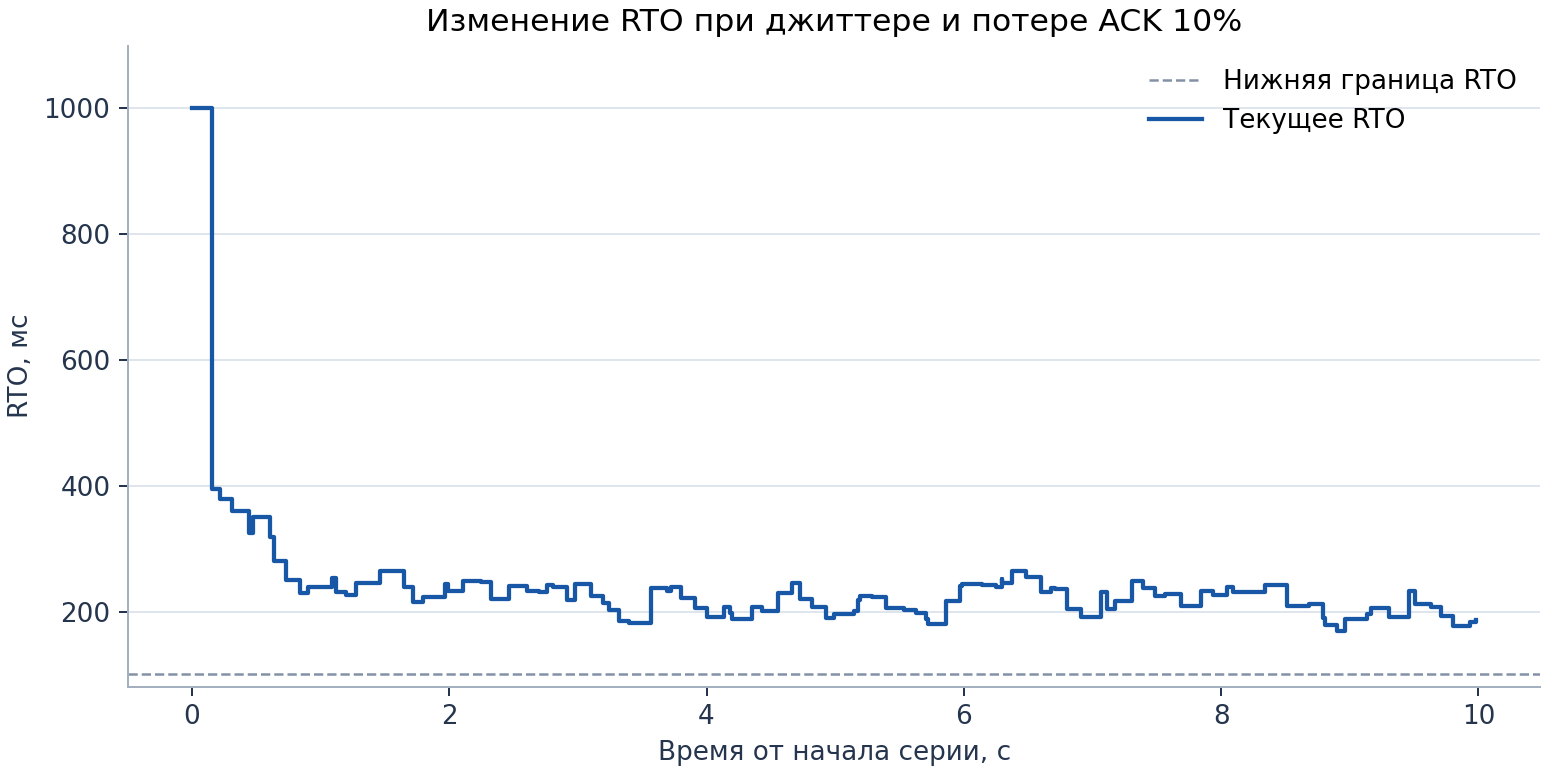 Изменение RTO при джиттере и потере ACK 10%
Нижняя граница RTO
Текущее RTO
RTO, мс
1000
800
600
400
200
0
2
4
6
8
10
Время от начала серии, с